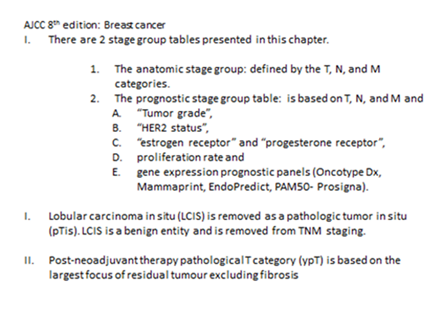 AJCC 8th edition: Breast cancer
I. There are 2 stage group tables presented in this chapter.
1. The anatomic stage group: defined by the T, N, and M
categories.
2. The prognostic stage group table: is based on T, N, and M and
A. "Tumor grade",
B. "HER2 status",
C. "estrogen receptor" and "progesterone receptor",
D. proliferation rate and
E. gene expression prognostic panels (Oncotype Dx,
Mammaprint, EndoPredict, PAM50- Prosigna).
I. Lobular carcinoma in situ (LCIS) is removed as a pathologic tumor in situ
(pTis). LCIS is a benign entity and is removed from TNM staging.
II. Post-neoadjuvant therapy pathological T category (ypT) is based on the
largest focus of residual tumour excluding fibrosis